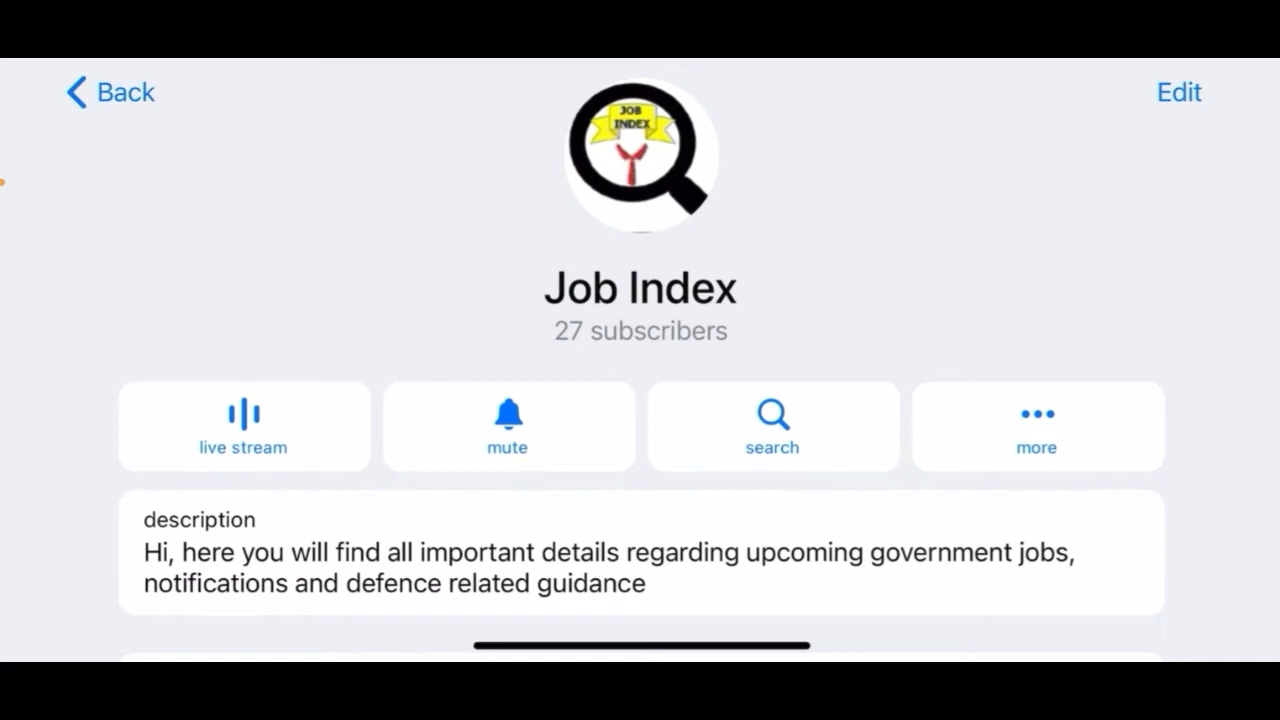 Back
Edit
JOB
INDEX
Job Index
27 subscribers
live stream
mute
search
more
description
Hi, here you will find all important details regarding upcoming government jobs,
notifications and defence related guidance